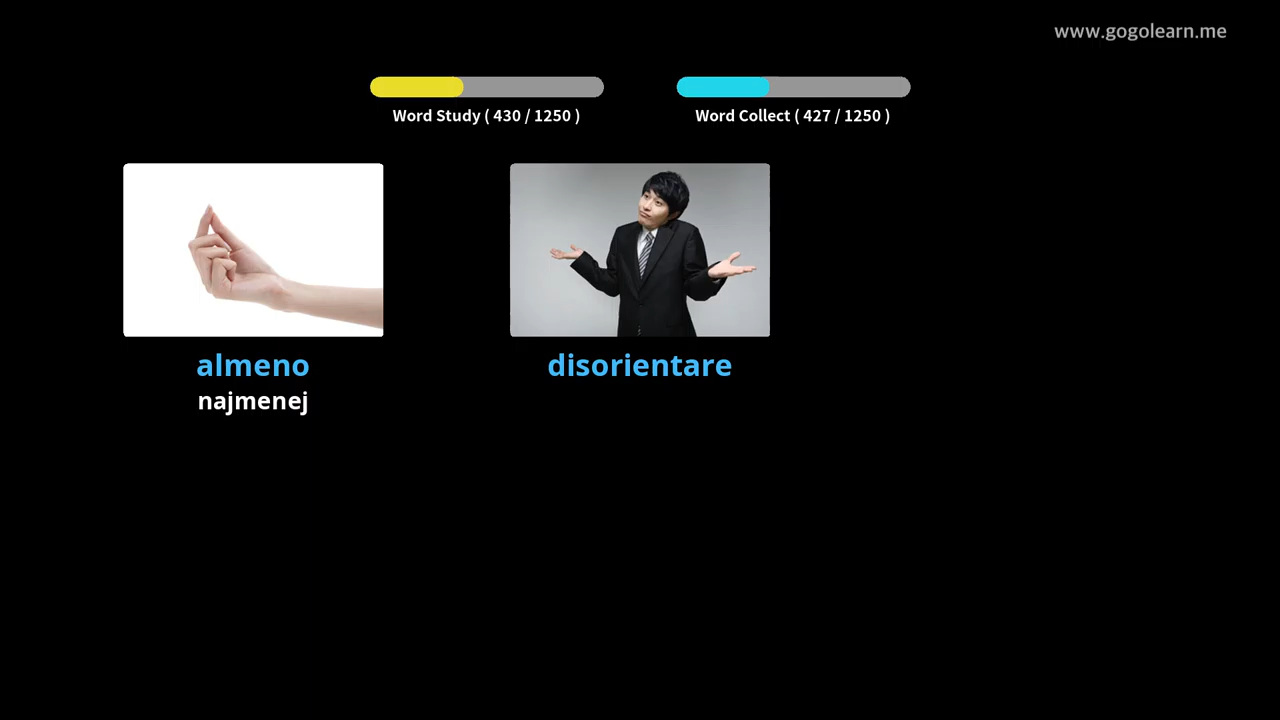 www.gogolearn.me
Word Study ( 430 / 1250 )
Word Collect ( 427 / 1250 )
almeno
najmenej
disorientare